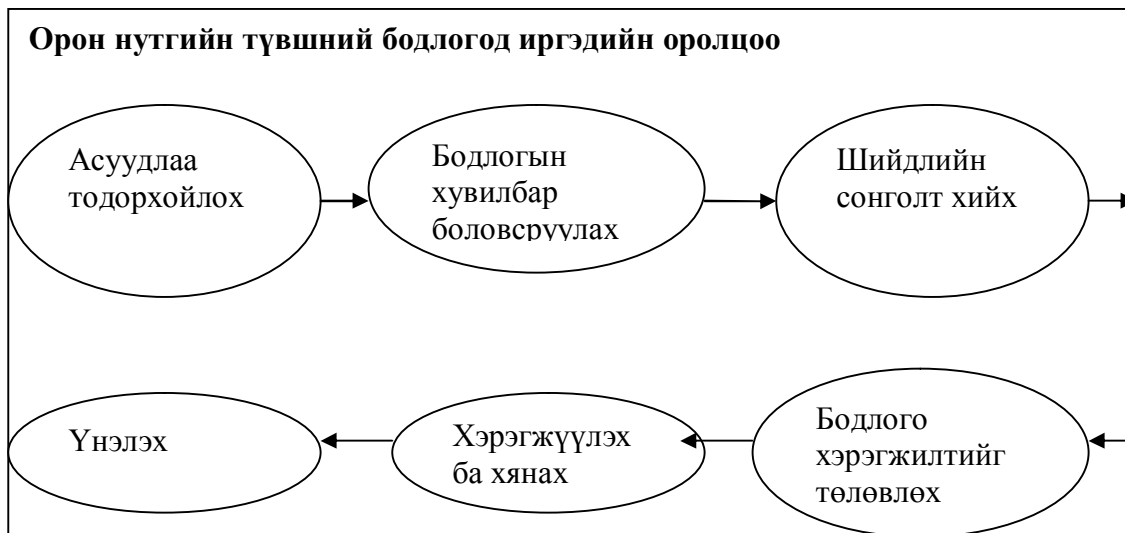 Орон нутгийн түвшний бодлогод иргэдийн оролцоо
Асуудлаа
тодорхойлох
Бодлогын
хувилбар
боловсруулах
Шийдлийн
сонголт хийх
Үнэлэх
Хэрэгжүүлэх
ба хянах
Бодлого
хэрэгжилтийг
төлөвлөх